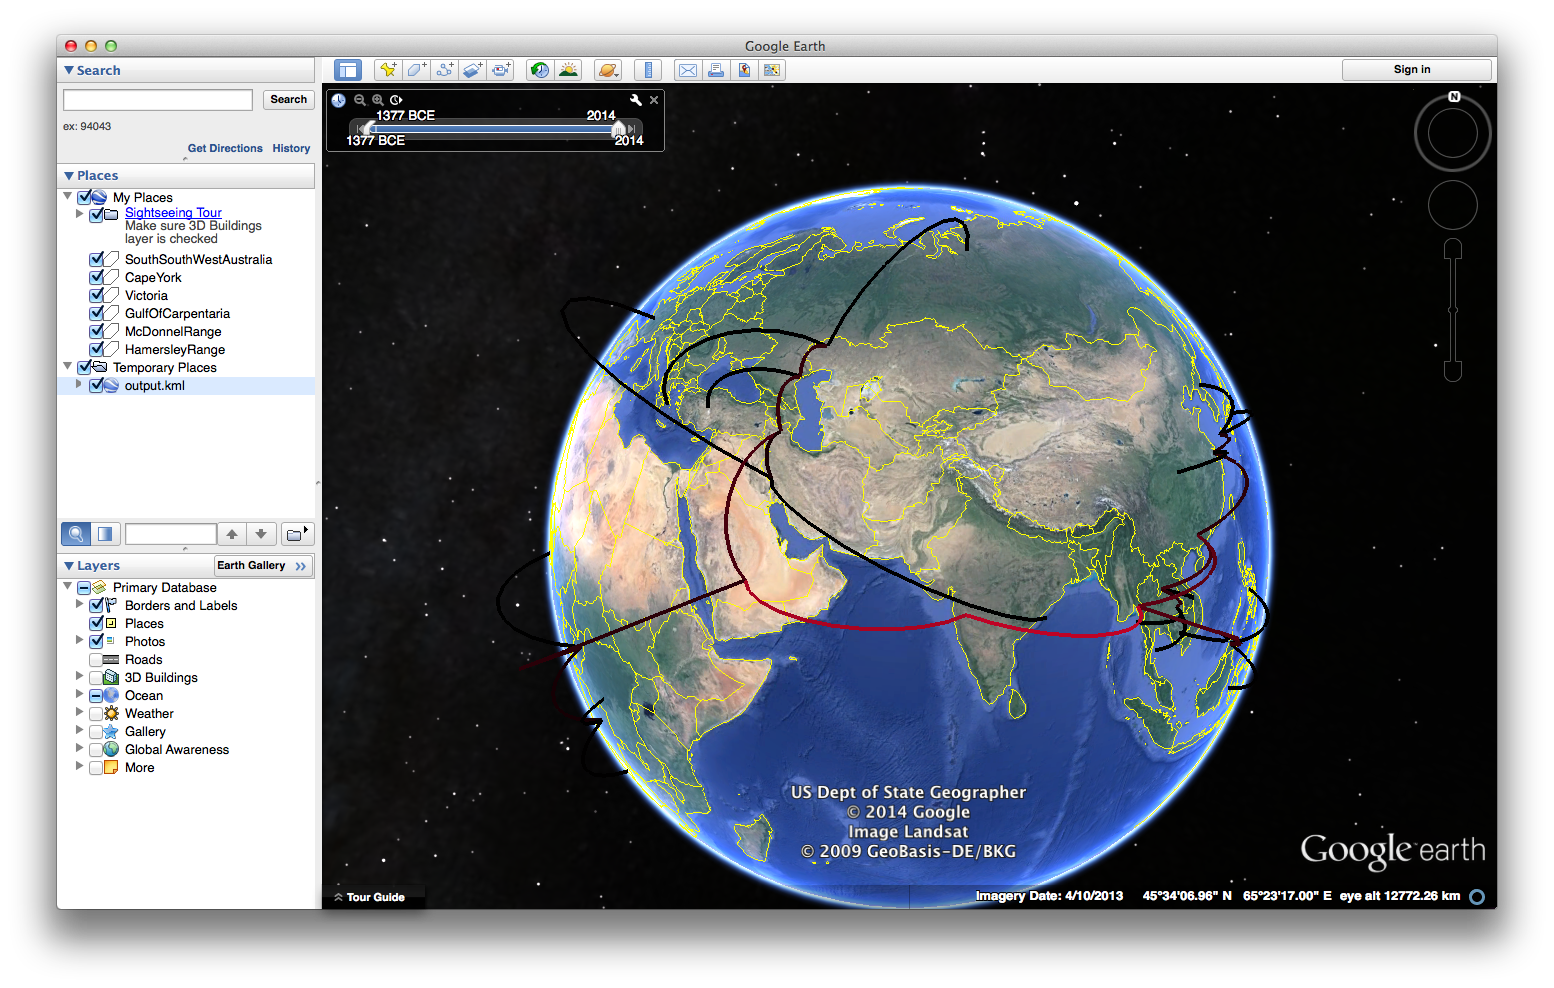 Google Earth
Search
Search
ex: 94043
Get Directions
History
Places
My Places
Sightseeing Tour
Make sure 3D Buildings
layer is checked
SouthSouthWestAustralia
CapeYork
Victoria
GulfOfCarpentaria
McDonnelRange
HamersleyRange
Temporary Places
output.kml
Layers
Earth Gallery
Primary Database
Borders and Labels
Places
Photos
Roads
3D Buildings
Ocean
Weather
Gallery
Global Awareness
More
Sign in
1377 BCE 2014
1377 BCE 2014
N
US Dept of State Geographer
© 2014 Google
Image Landsat
© 2009 GeoBasis-DE/BKG
Google earth
Tour Guide
Imagery Date: 4/10/2013 45°34'06.96" N 65°23'17.00" E eye alt 12772.26 km